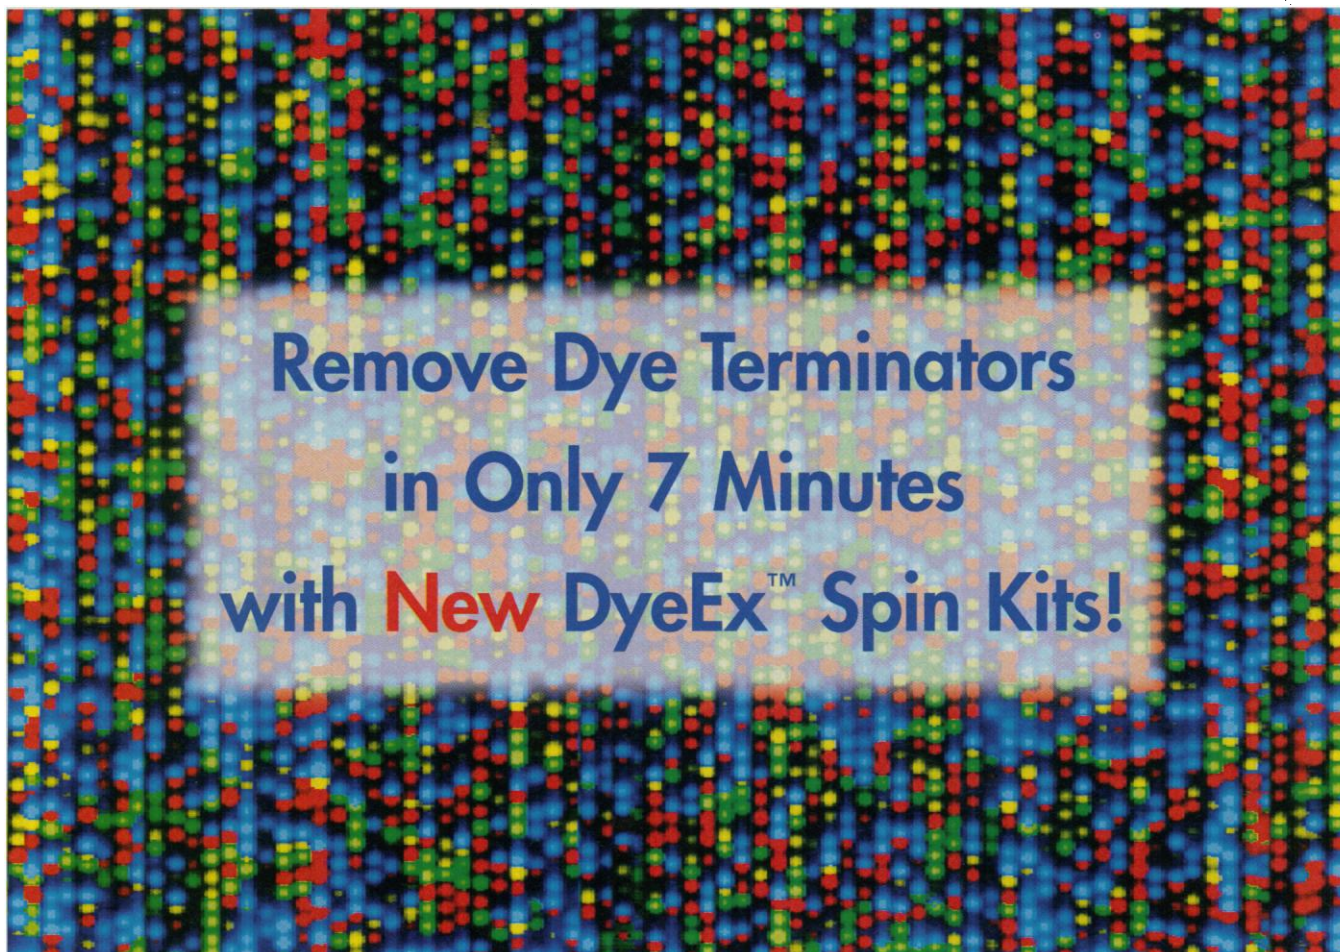 Remove Dye Terminators
in Only 7 Minutes
with New DyeEx™ Spin Kits!